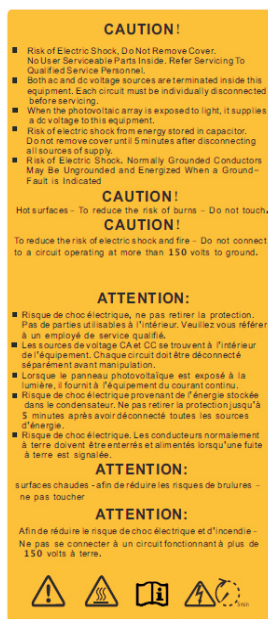 CAUTION!
■ Risk of Electric Shock, Do Not Remove Cover.
No User Serviceable Parts Inside. Refer Servicing To
Qualified Service Personnel.
■ Both ac and dc voltage sources are terminated inside this
equipment. Each circuit must be individually disconnected
before servicing.
■ When the photovoltaic array is exposed to light, it supplies
a dc voltage to this equipment.
■ Risk of electric shock from energy stored in capacitor.
Do not remove cover until 5 minutes after disconnecting
all sources of supply.
■ Risk of Electric Shock. Normally Grounded Conductors
May Be Ungrounded and Energized When a Ground-
Fault is Indicated
CAUTION!
Hot surfaces – To reduce the risk of burns – Do not touch.
CAUTION!
To reduce the risk of electric shock and fire – Do not connect
to a circuit operating at more than 150 volts to ground.
ATTENTION:
■ Risque de choc électrique, ne pas retirer la protection.
Pas de parties utilisables à l'intérieur. Veuillez vous référer
à un employé de service qualifié.
■ Les sources de voltage CA et CC se trouvent à l'intérieur
de l'équipement. Chaque circuit doit être déconnecté
séparément avant manipulation.
■ Lorsque le panneau photovoltaïque est exposé à la
lumière, il fournit à l'équipement du courant continu.
■ Risque de choc électrique provenant de l'énergie stockée
dans le condensateur. Ne pas retirer la protection jusqu'à
5 minutes après avoir déconnecté toutes les sources
d'énergie.
■ Risque de choc électrique. Les conducteurs normalement
à terre doivent être enterrés et alimentés lorsqu'une fuite
à terre est signalée.
ATTENTION:
surfaces chaudes - afin de réduire les risques de brulures –
ne pas toucher
ATTENTION:
Afin de réduire le risque de choc électrique et d'incendie –
Ne pas se connecter à un circuit fonctionnant à plus de
150 volts à terre.
5min